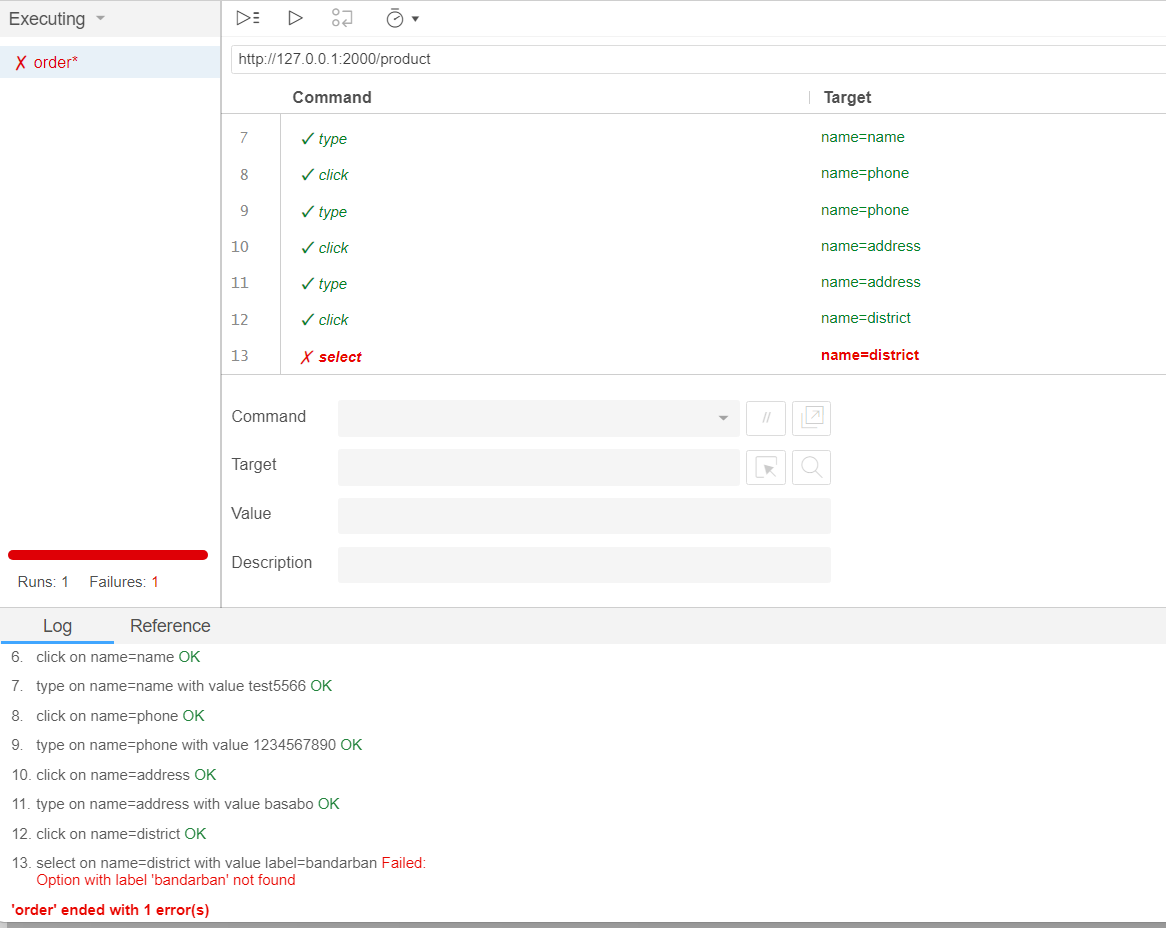 Executing
order*
http://127.0.0.1:2000/product
Command Target
7 ✓ type name=name
8 ✓ click name=phone
9 ✓ type name=phone
10 ✓ click name=address
11 ✓ type name=address
12 ✓ click name=district
13 ✗ select name=district
Command //
Target
Value
Description
Runs: 1 Failures: 1
Log Reference
6. click on name=name OK
7. type on name=name with value test5566 OK
8. click on name=phone OK
9. type on name=phone with value 1234567890 OK
10. click on name=address OK
11. type on name=address with value basabo OK
12. click on name=district OK
13. select on name=district with value label=bandarban Failed:
Option with label 'bandarban' not found
'order' ended with 1 error(s)